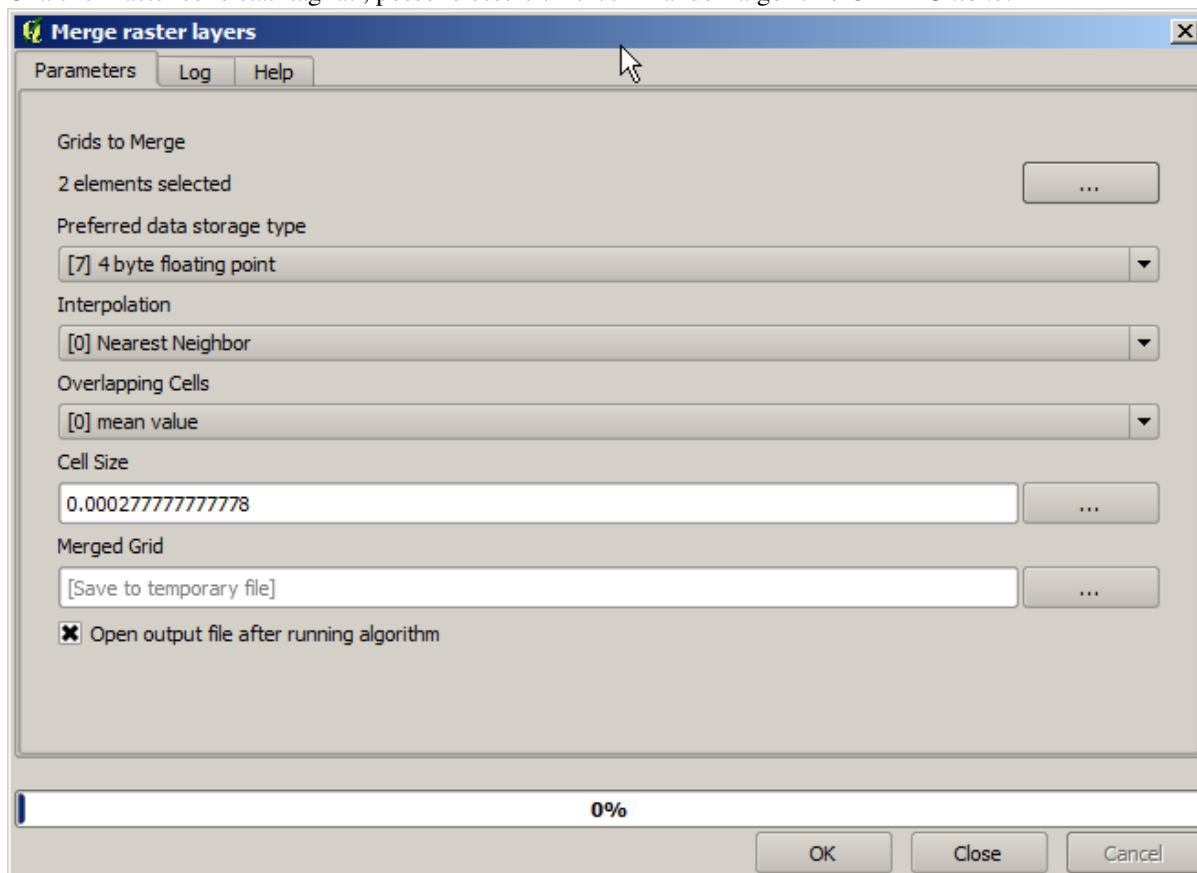 Merge raster layers
Parameters Log Help
Grids to Merge
2 elements selected
...
Preferred data storage type
[7] 4 byte floating point
Interpolation
[0] Nearest Neighbor
Overlapping Cells
[0] mean value
Cell Size
0.000277777777778
...
Merged Grid
[Save to temporary file]
...
Open output file after running algorithm
0%
OK Close Cancel